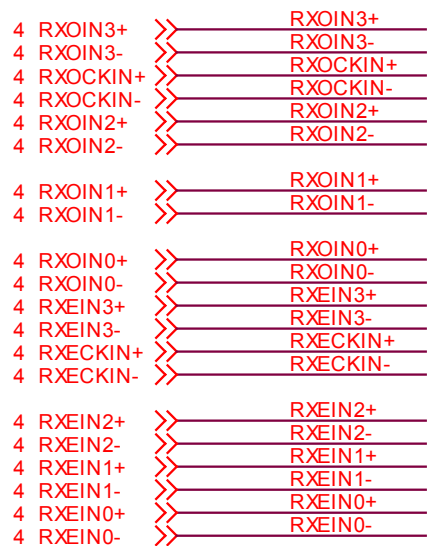 4 RXOIN3+ RXOIN3+
4 RXOIN3- RXOIN3-
4 RXOCKIN+ RXOCKIN+
4 RXOCKIN- RXOCKIN-
4 RXOIN2+ RXOIN2+
4 RXOIN2- RXOIN2-
4 RXOIN1+ RXOIN1+
4 RXOIN1- RXOIN1-
4 RXOIN0+ RXOIN0+
4 RXOIN0- RXOIN0-
4 RXEIN3+ RXEIN3+
4 RXEIN3- RXEIN3-
4 RXECKIN+ RXECKIN+
4 RXECKIN- RXECKIN-
4 RXEIN2+ RXEIN2+
4 RXEIN2- RXEIN2-
4 RXEIN1+ RXEIN1+
4 RXEIN1- RXEIN1-
4 RXEIN0+ RXEIN0+
4 RXEIN0- RXEIN0-